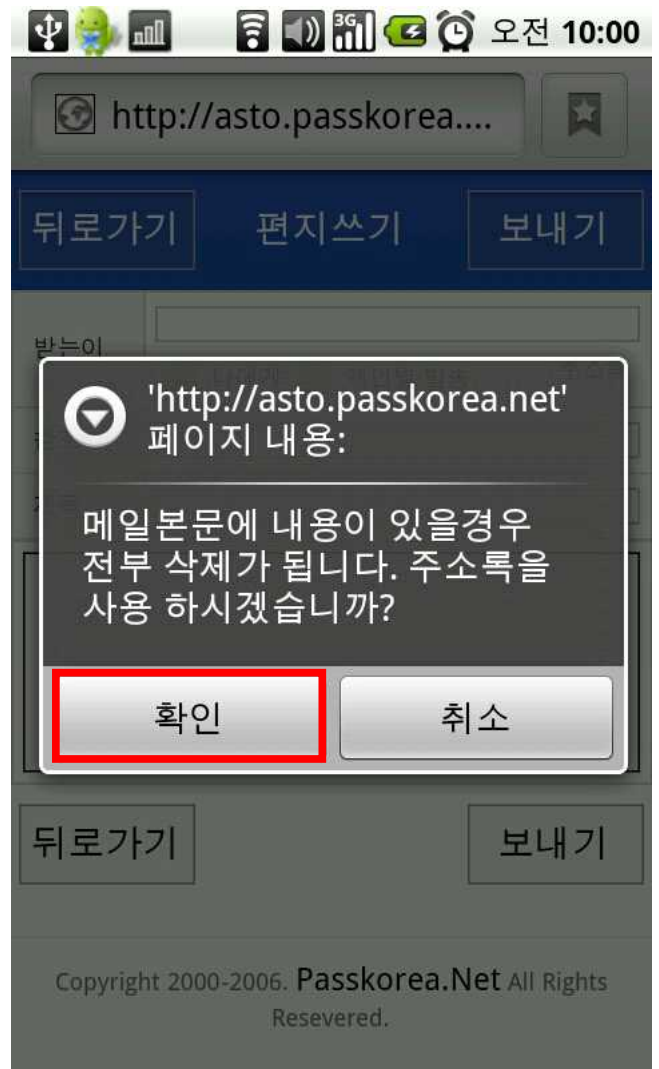 3G 오전 10:00
http://asto.passkorea....
뒤로가기 편지쓰기 보내기
받는이
'http://asto.passkorea.net'
페이지 내용:
메일본문에 내용이 있을경우
전부 삭제가 됩니다. 주소록을
사용 하시겠습니까?
확인 취소
뒤로가기 보내기
Copyright 2000-2006. Passkorea.Net All Rights
Resevered.